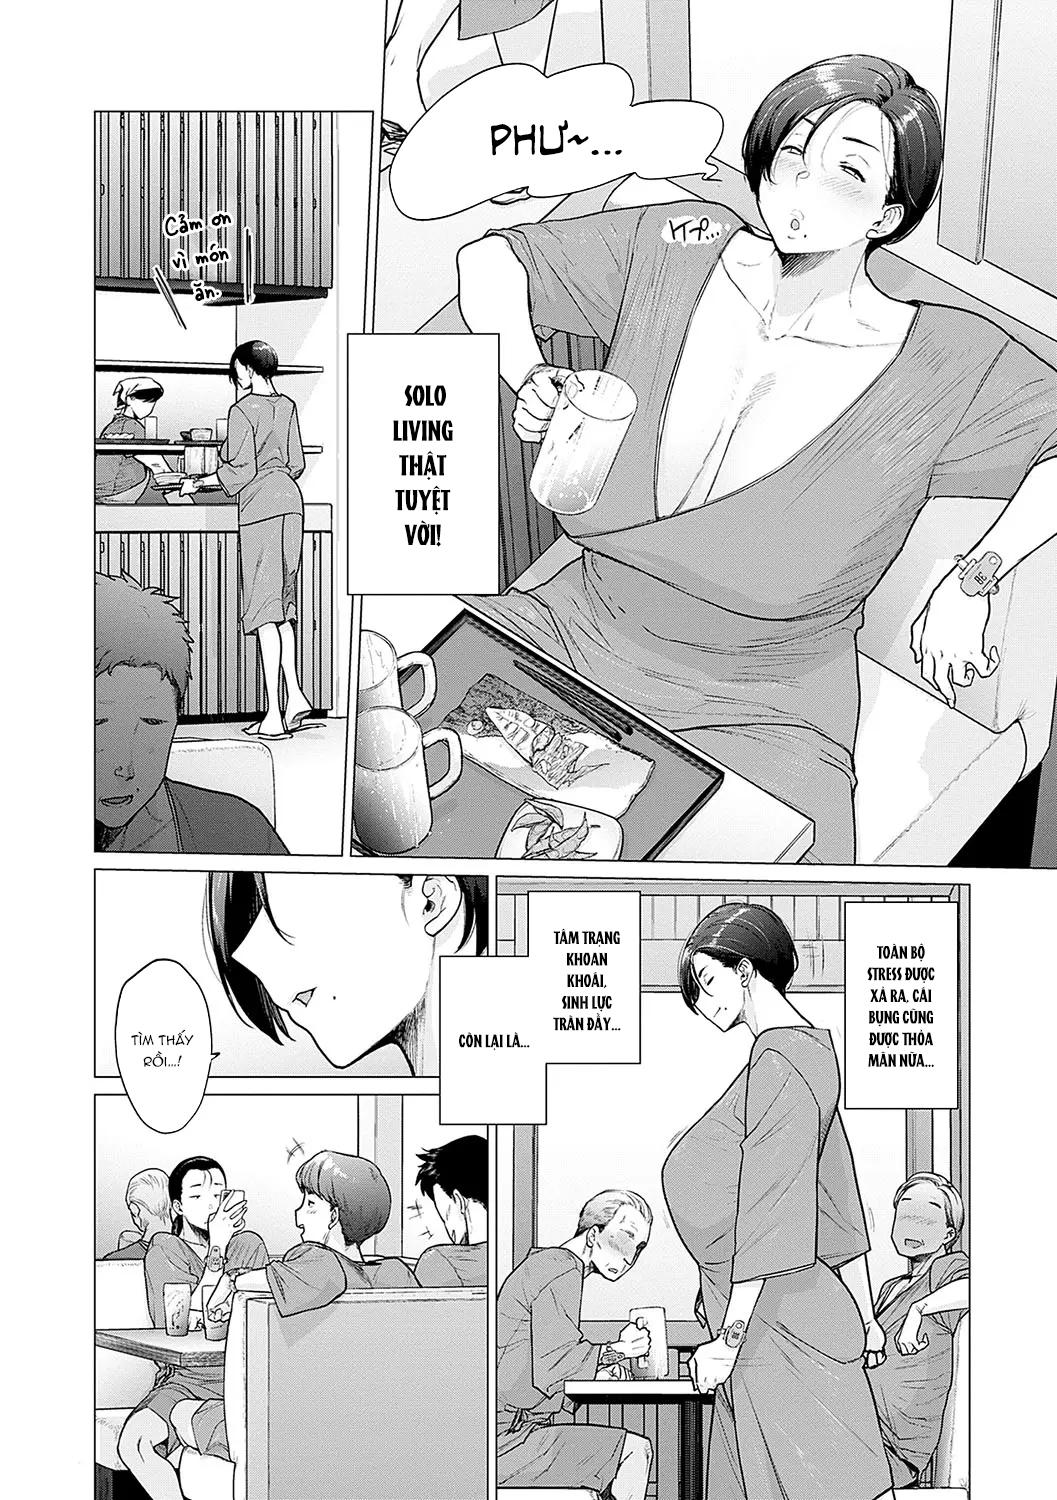 PHƯ~...
ゲプ...
SOLO
LIVING
THẬT
TUYỆT
VỜI!
Cảm ơn
vì món
ăn.
TOÀN BỘ
STRESS ĐƯỢC
XẢ RA, CÁI
BỤNG CŨNG
ĐƯỢC THỎA
MÃN NỮA...
TÂM TRẠNG
KHOAN
KHOÁI,
SINH LỰC
TRÀN ĐẦY...
CÒN LẠI LÀ...
TÌM THẤY
RỒI...!